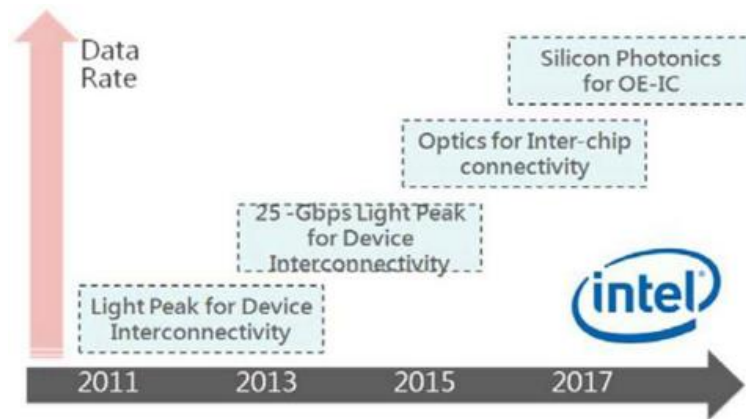 Data
Rate
Silicon Photonics
for OE-IC
Optics for Inter-chip
connectivity
25 -Gbps Light Peak
for Device
Interconnectivity
Light Peak for Device
Interconnectivity
intel
2011 2013 2015 2017